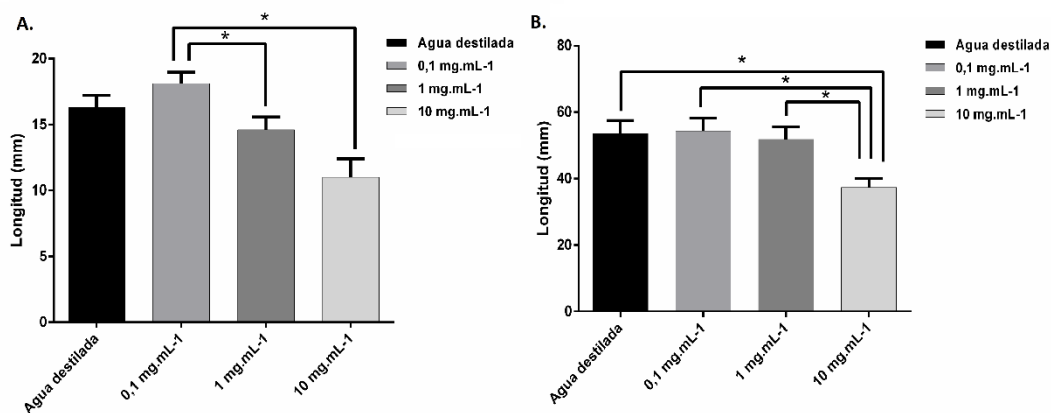 A.
Longitud (mm)
20
15
10
5
0
*
*
Agua destilada
0,1 mg.mL-1
1 mg.mL-1
10 mg.mL-1
Agua destilada
0,1 mg.mL-1
1 mg.mL-1
10 mg.mL-1
B.
Longitud (mm)
80
60
40
20
0
*
*
*
Agua destilada
0,1 mg.mL-1
1 mg.mL-1
10 mg.mL-1
Agua destilada
0,1 mg.mL-1
1 mg.mL-1
10 mg.mL-1